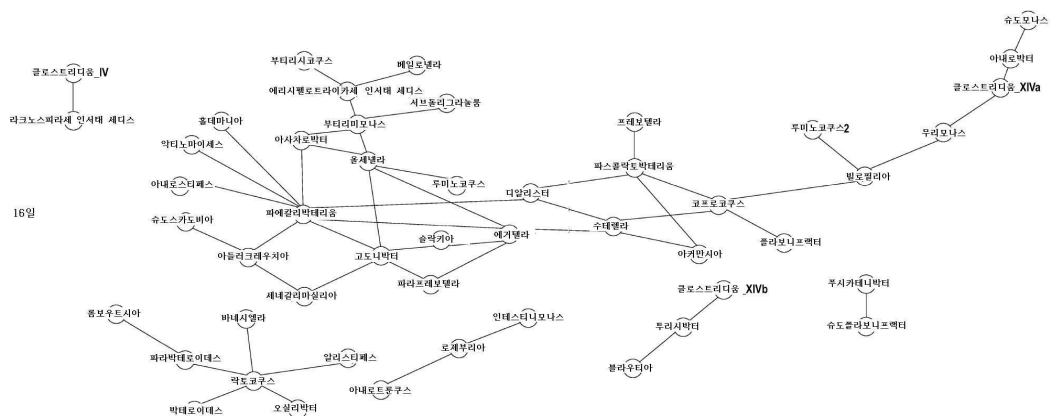 슈도모나스
부티리시코쿠스
베일로넬라
아내로박터
클로스트리디움_IV
에리시펠로트라이카세 인서태 세디스
클로스트리디움_XIVa
서브돌리그라눌룸
라크노스피라세 인서태 세디스
홀데마니아
부티리미모나스
프레보텔라
루미노코쿠스2
무리모나스
악티노마이세스
아사차로박터
올세넬라
파스콜락토박테리움
빌로필리아
아내로스티페스
루미노코쿠스
디알리스터
16일
파에칼리박테리움
코프로코쿠스
슈도스카도비아
수테렐라
에거텔라
슬락키아
플라보니프랙터
아들러크레우치아
고도니박터
아커만시아
세네갈리마실리아
파라프레보텔라
클로스트리디움_XIVb
푸시카테니박터
롬보우트시아
바네시엘라
인테스티니모나스
투리시박터
슈도플라보니프랙터
로제부리아
파라박테로이데스
알리스티페스
블라우티아
락토코쿠스
아내로트룬쿠스
박테로이데스
오실리박터